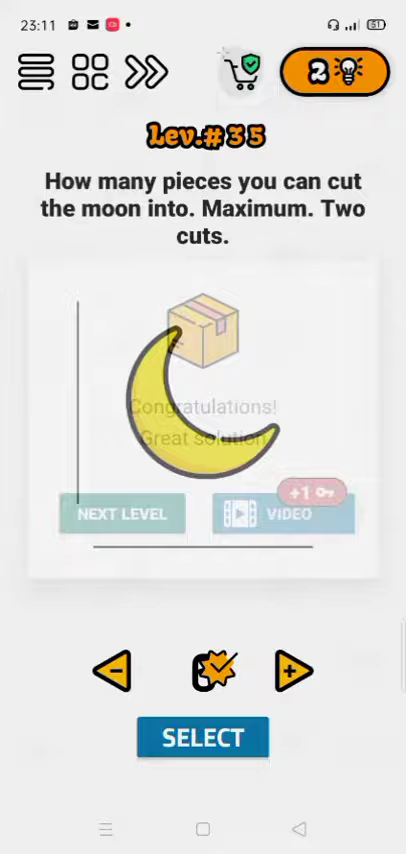 23:11
51
2
Lev.#35
How many pieces you can cut
the moon into. Maximum. Two
cuts.
Congratulations!
Great solution
+1
NEXT LEVEL
VIDEO
SELECT